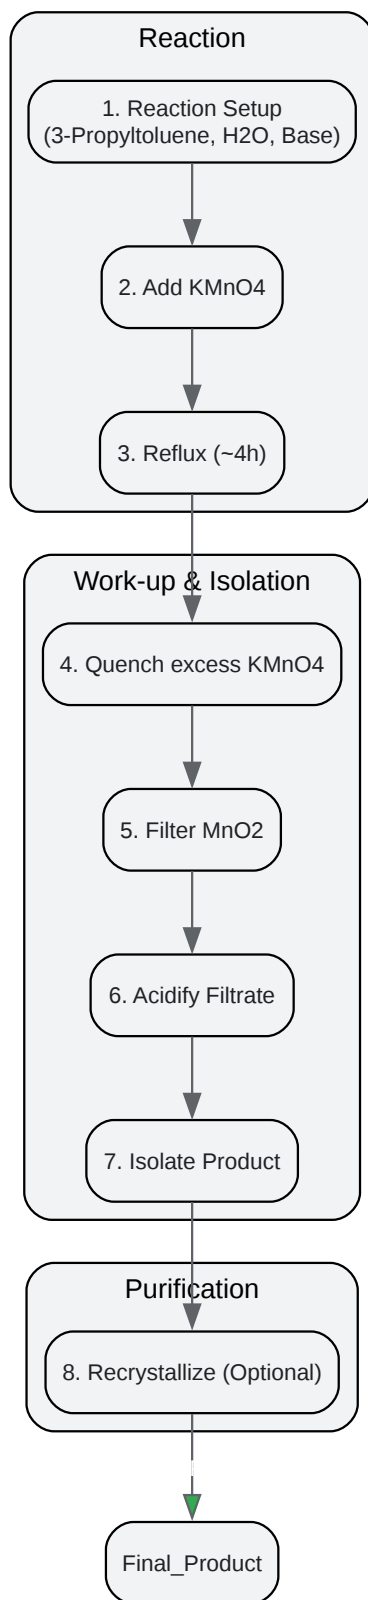 Reaction
1. Reaction Setup
(3-Propyltoluene, H2O, Base)
2. Add KMnO4
3. Reflux (~4h)
Work-up & Isolation
4. Quench excess KMnO4
5. Filter MnO2
6. Acidify Filtrate
7. Isolate Product
Purification
8. Recrystallize (Optional)
Final_Product